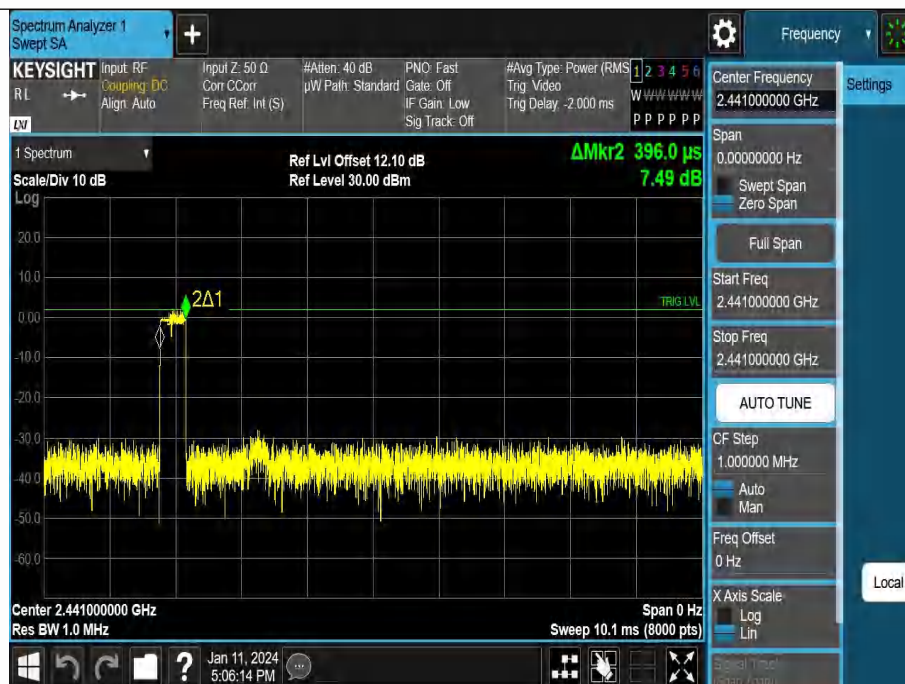 Spectrum Analyzer 1
Swept SA
+
Frequency
KEYSIGHT
RL
LXI
Input: RF
Coupling: DC
Align: Auto
Input Z: 50 Ω
Corr CCorr
Freq Ref: Int (S)
#Atten: 40 dB
µW Path: Standard
PNO: Fast
Gate: Off
IF Gain: Low
Sig Track: Off
#Avg Type: Power (RMS
Trig: Video
Trig Delay: -2.000 ms
1 2 3 4 5 6
W W W W W W
P P P P P P
1 Spectrum
Scale/Div 10 dB
Log
Ref Lvl Offset 12.10 dB
Ref Level 30.00 dBm
ΔMkr2 396.0 µs
7.49 dB
20.0
10.0
0.00
-10.0
-20.0
-30.0
-40.0
-50.0
-60.0
2Δ1
TRIG LVL
Center 2.441000000 GHz
Res BW 1.0 MHz
Span 0 Hz
Sweep 10.1 ms (8000 pts)
Center Frequency
2.441000000 GHz
Settings
Span
0.00000000 Hz
Swept Span
Zero Span
Full Span
Start Freq
2.441000000 GHz
Stop Freq
2.441000000 GHz
AUTO TUNE
CF Step
1.000000 MHz
Auto
Man
Freq Offset
0 Hz
X Axis Scale
Log
Lin
Local
?
Jan 11, 2024
5:06:14 PM